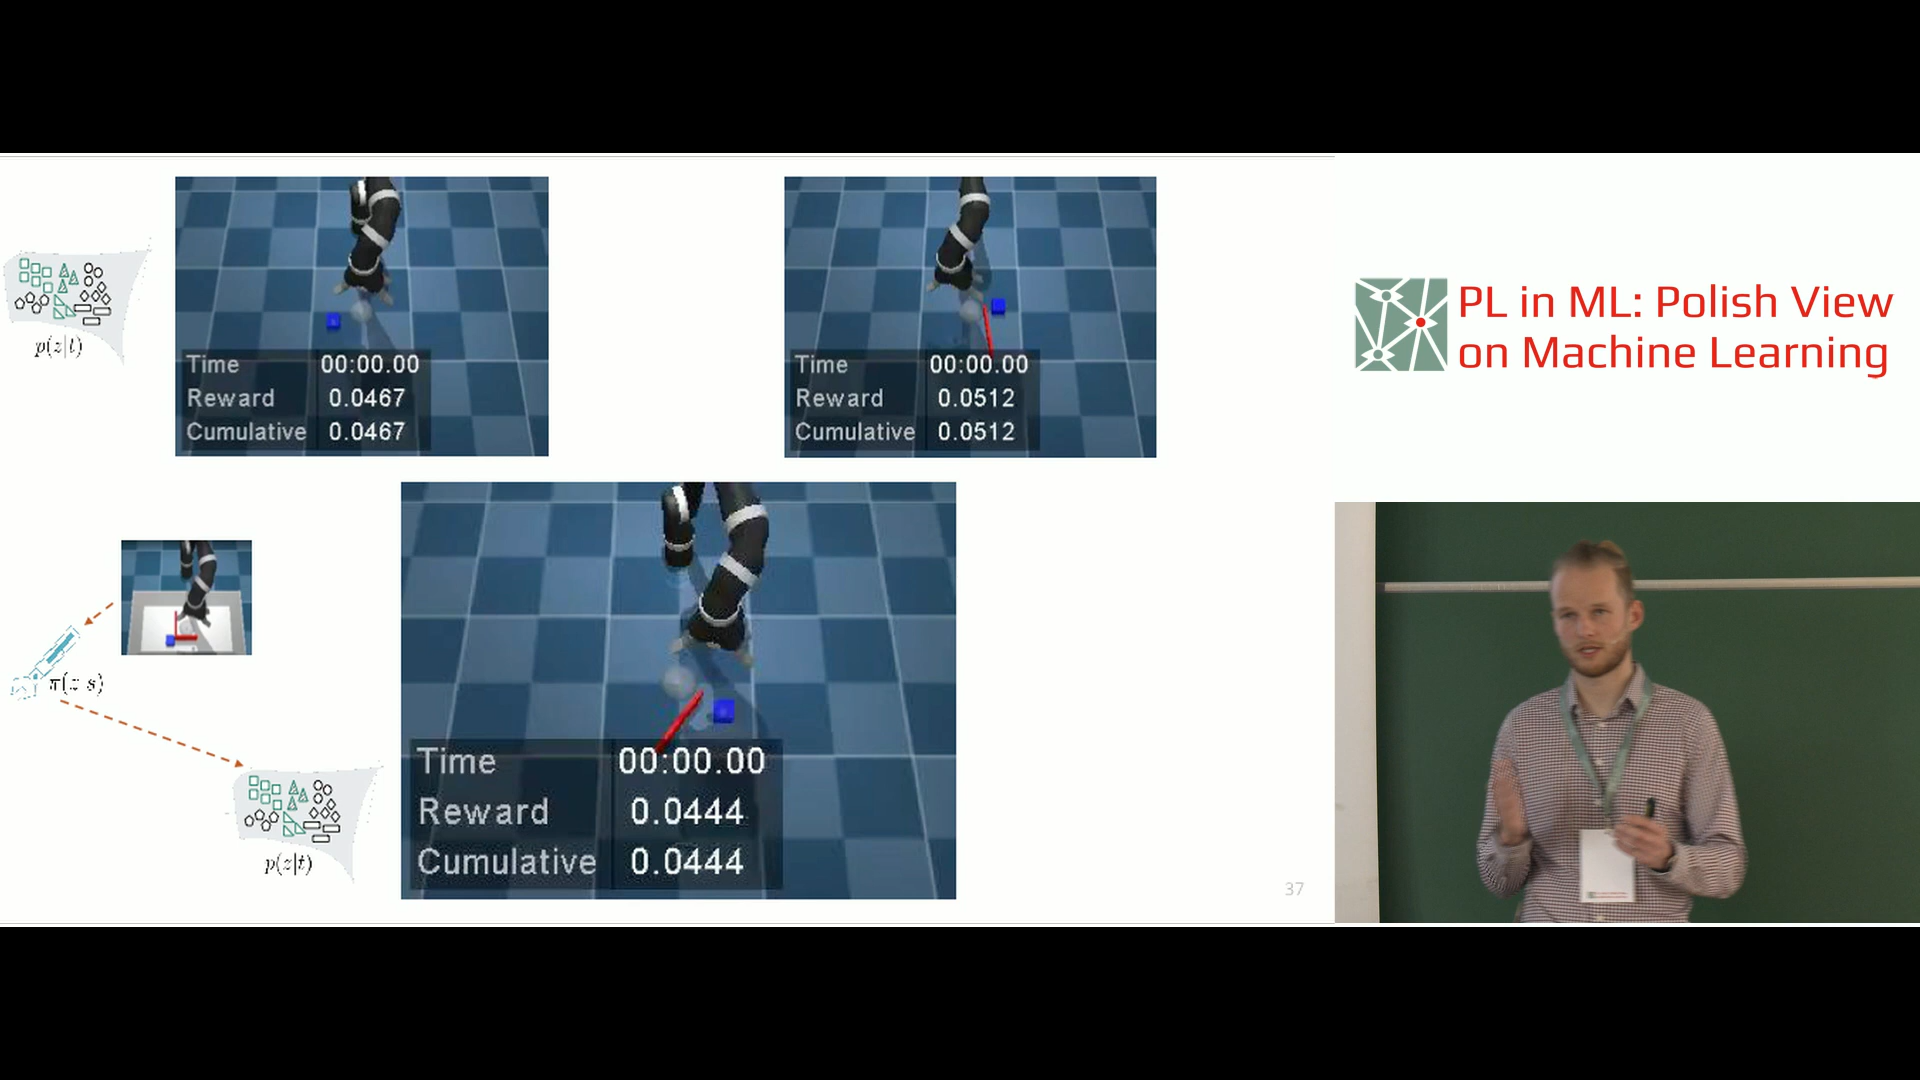 p(z|t)
Time 00:00.00
Reward 0.0467
Cumulative 0.0467
Time 00:00.00
Reward 0.0512
Cumulative 0.0512
PL in ML: Polish View
on Machine Learning
π(z s)
p(z|t)
Time 00:00.00
Reward 0.0444
Cumulative 0.0444
37